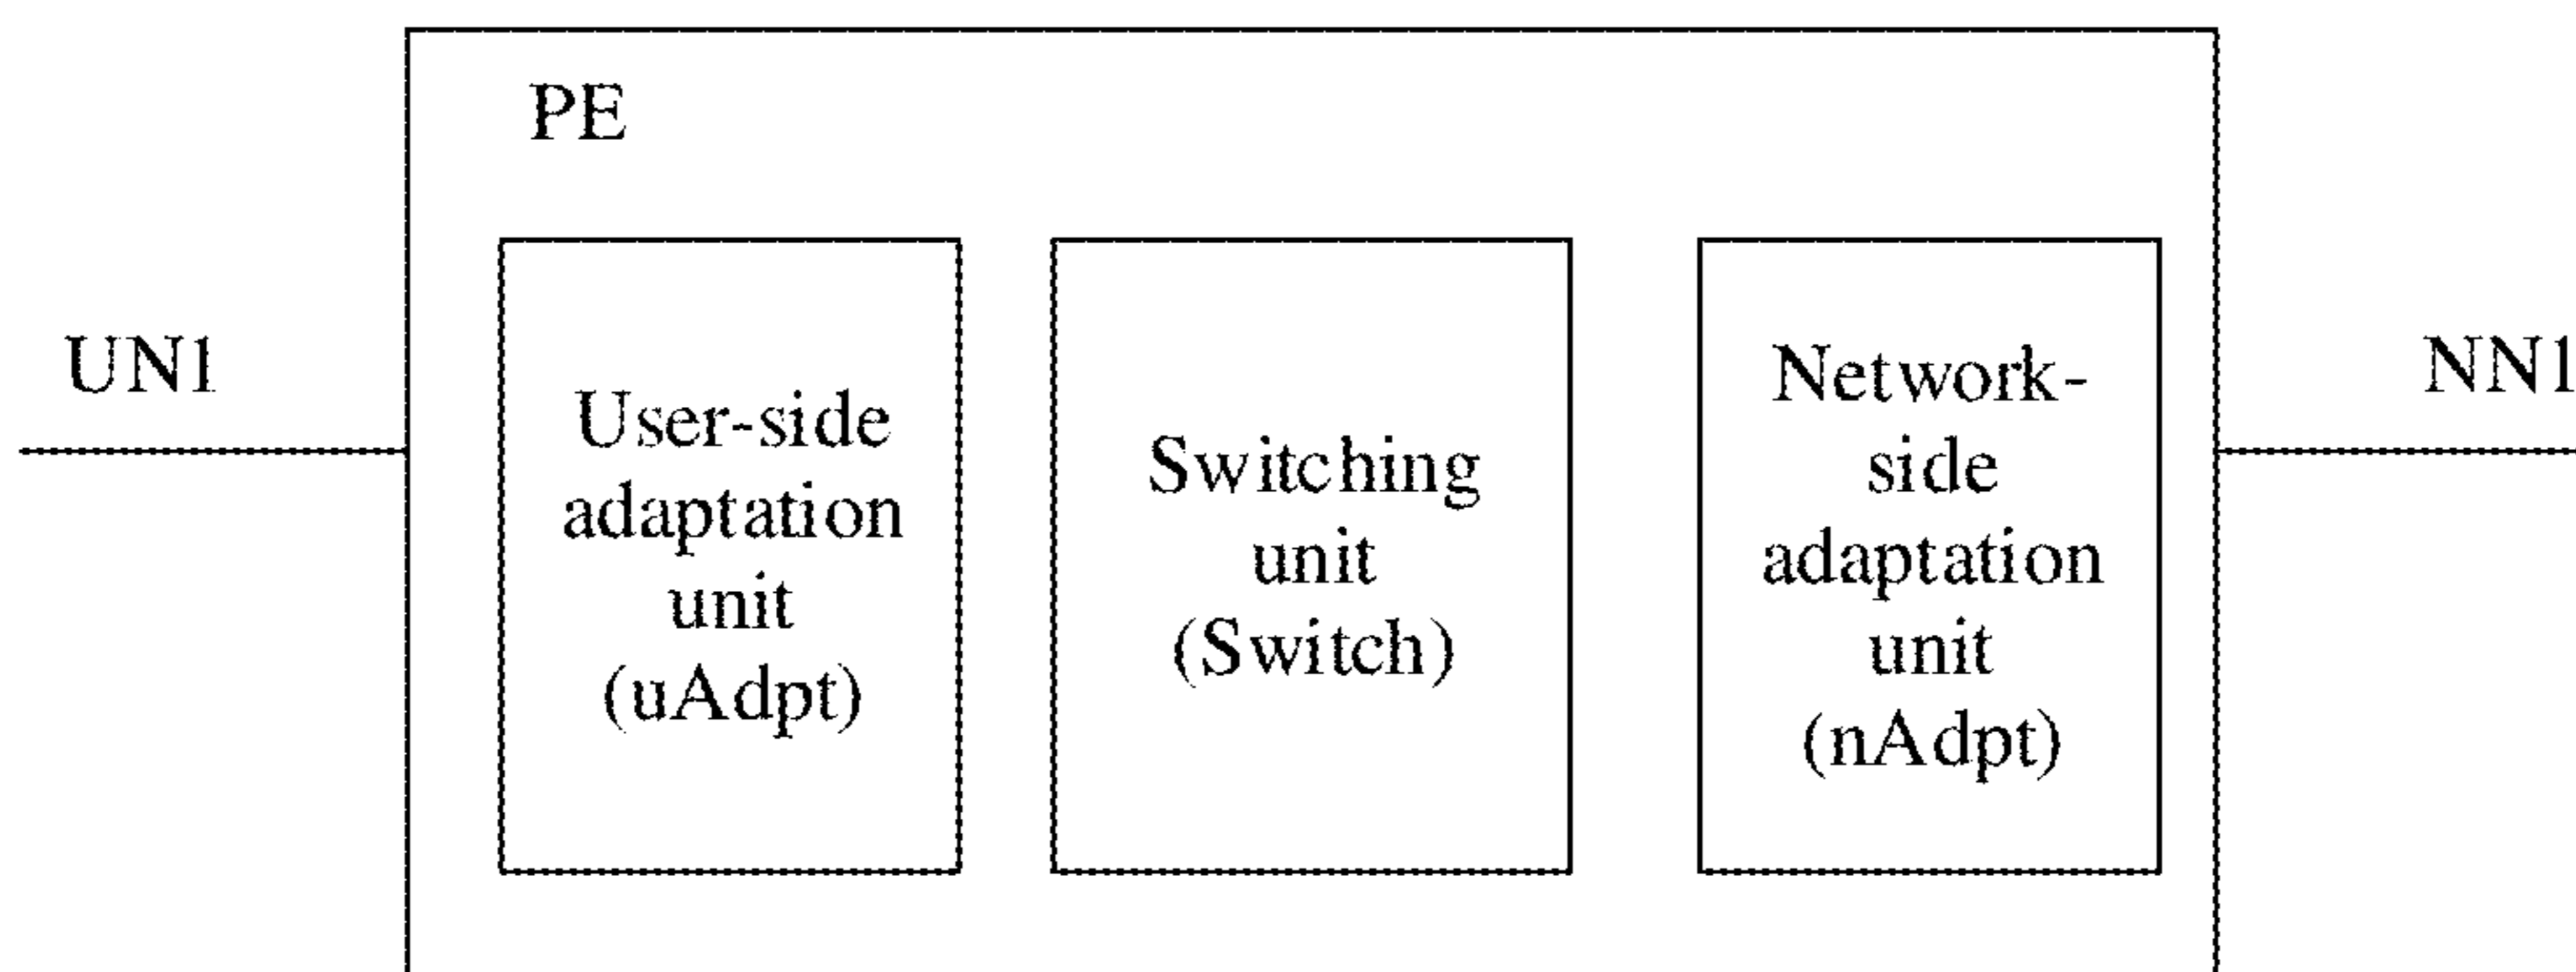 PE
UN1
User-side
adaptation
unit
(uAdpt)
Switching
unit
(Switch)
Network-
side
adaptation
unit
(nAdpt)
NN1